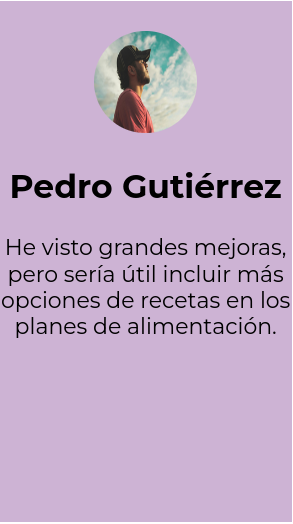 Pedro Gutiérrez
He visto grandes mejoras,
pero sería útil incluir más
opciones de recetas en los
planes de alimentación.